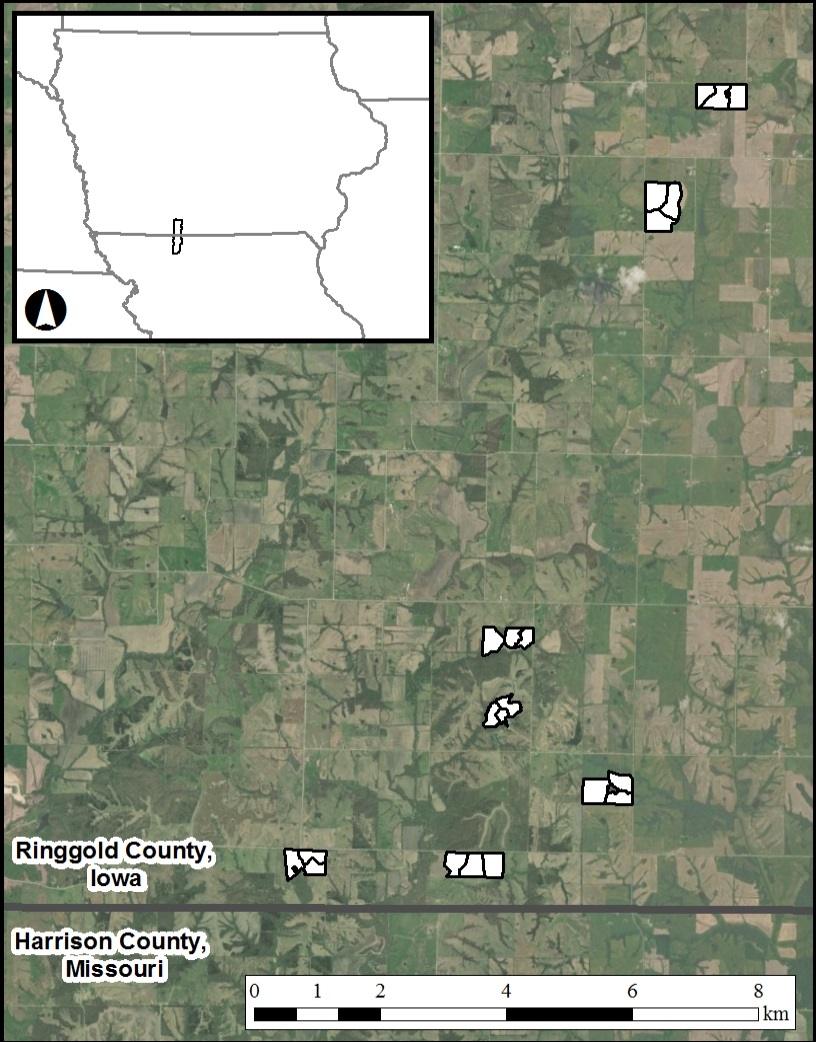 Ringgold County,
Iowa
Harrison County,
Missouri
0 1 2 4 6 8
km